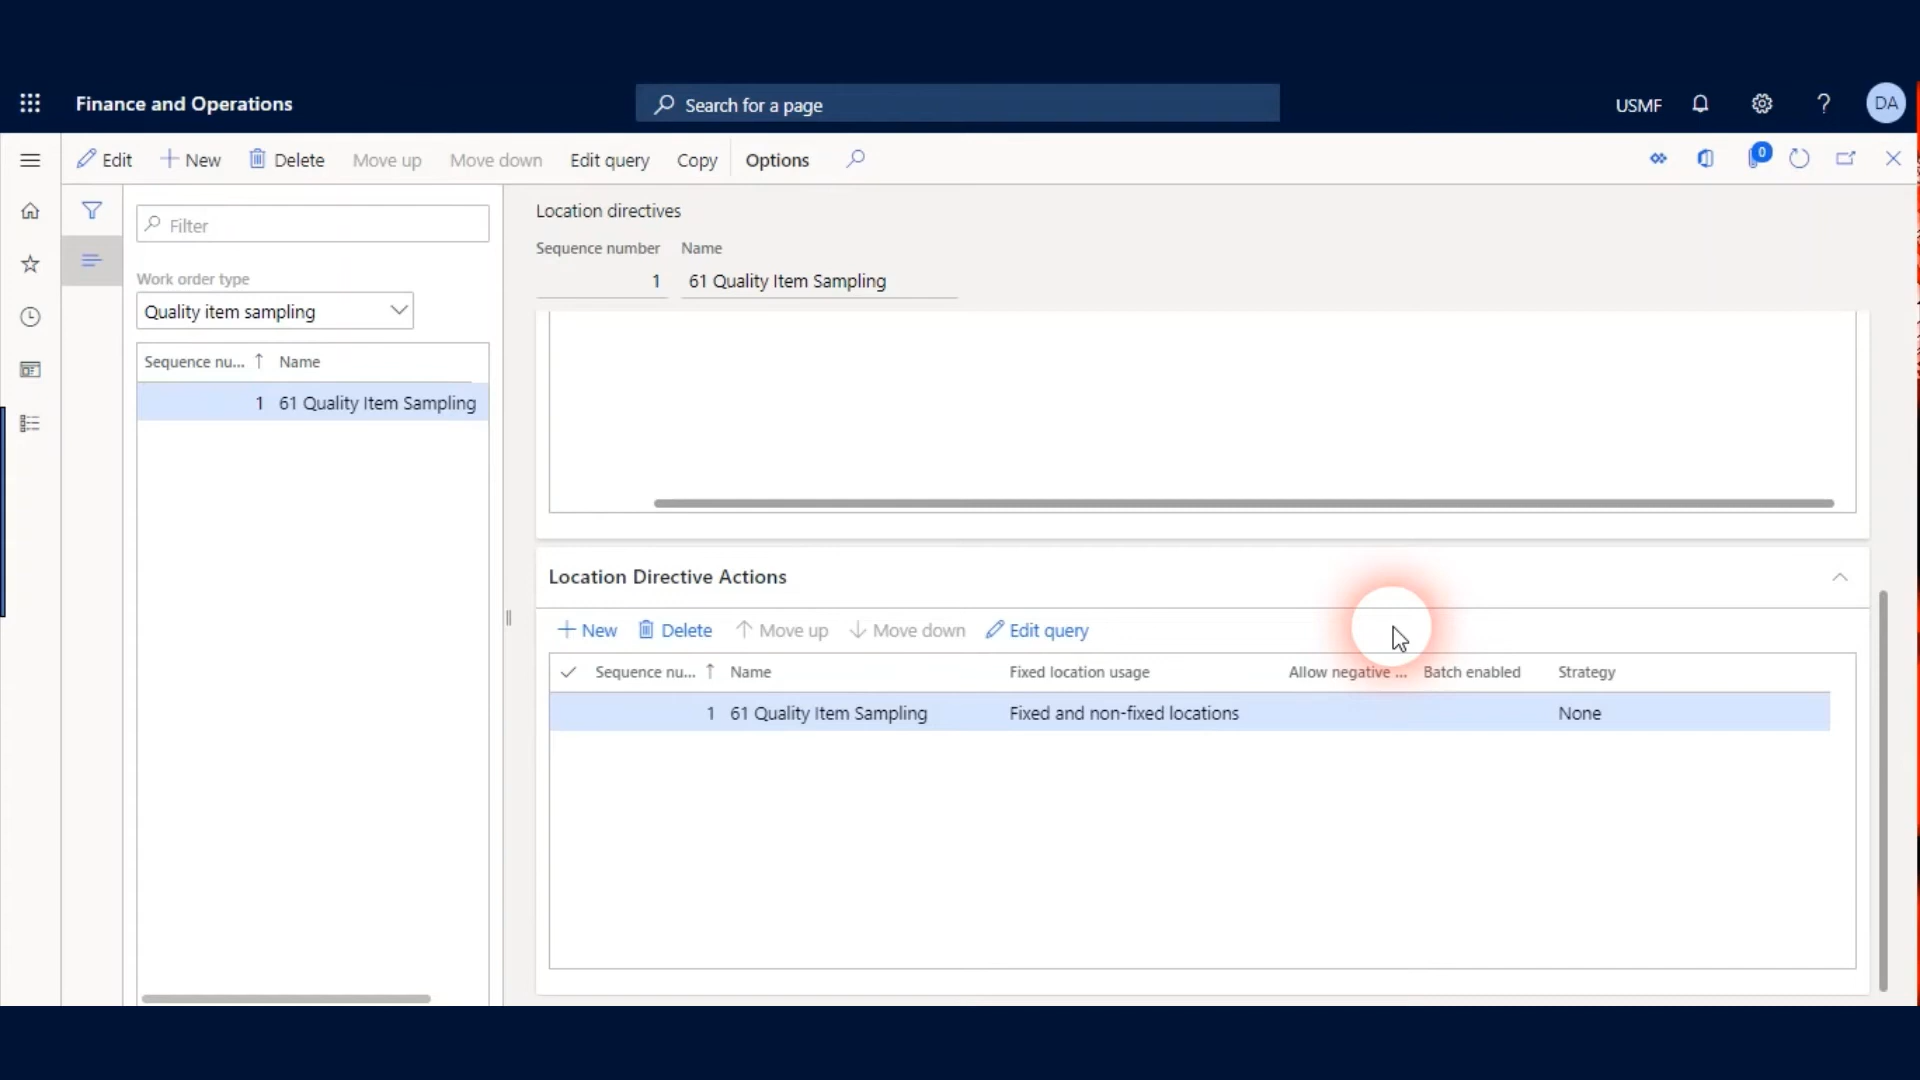 Finance and Operations
Search for a page
USMF
DA
Edit
New
Delete
Move up
Move down
Edit query
Copy
Options
0
Filter
Work order type
Quality item sampling
Sequence nu... Name
1 61 Quality Item Sampling
Location directives
Sequence number Name
1 61 Quality Item Sampling
Location Directive Actions
New Delete Move up Move down Edit query
Sequence nu... Name Fixed location usage Allow negative ... Batch enabled Strategy
1 61 Quality Item Sampling Fixed and non-fixed locations None